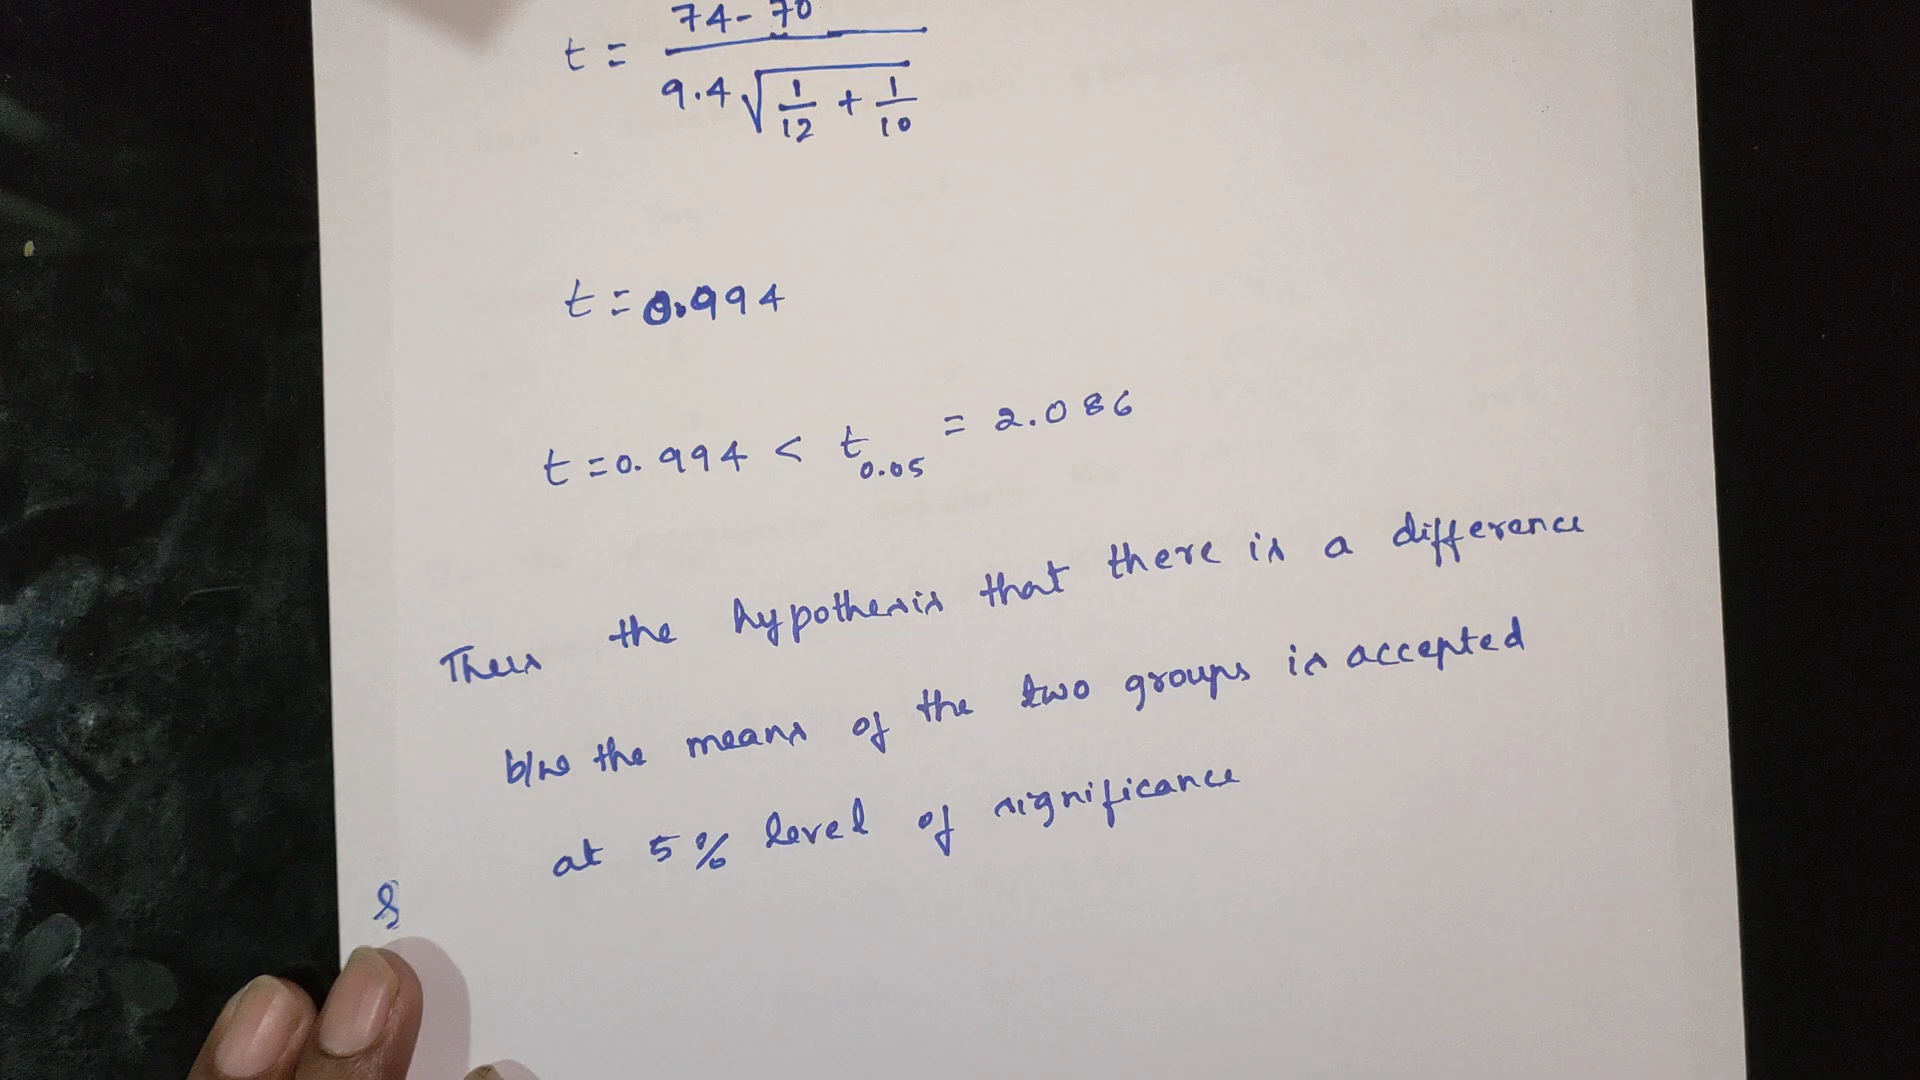 t = 74-70 / 9.4 √ 1/12 + 1/10
t = 0.994
t = 0.994 < t0.05 = 2.086
Thus the hypothesis that there is a difference
b/w the means of the two groups is accepted
at 5% level of significance